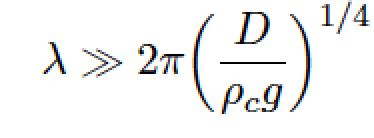 λ ≫ 2π(D/ρ_c g)^{1/4}